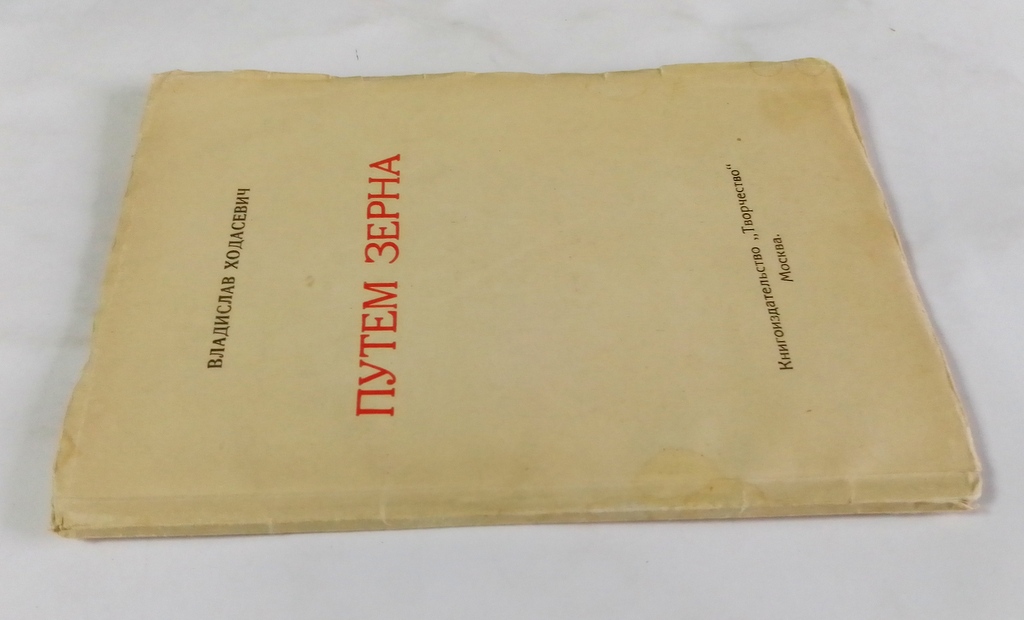 ВЛАДИСЛАВ ХОДАСЕВИЧ
ПУТЕМ ЗЕРНА
Книгоиздательство „Творчество“
Москва.